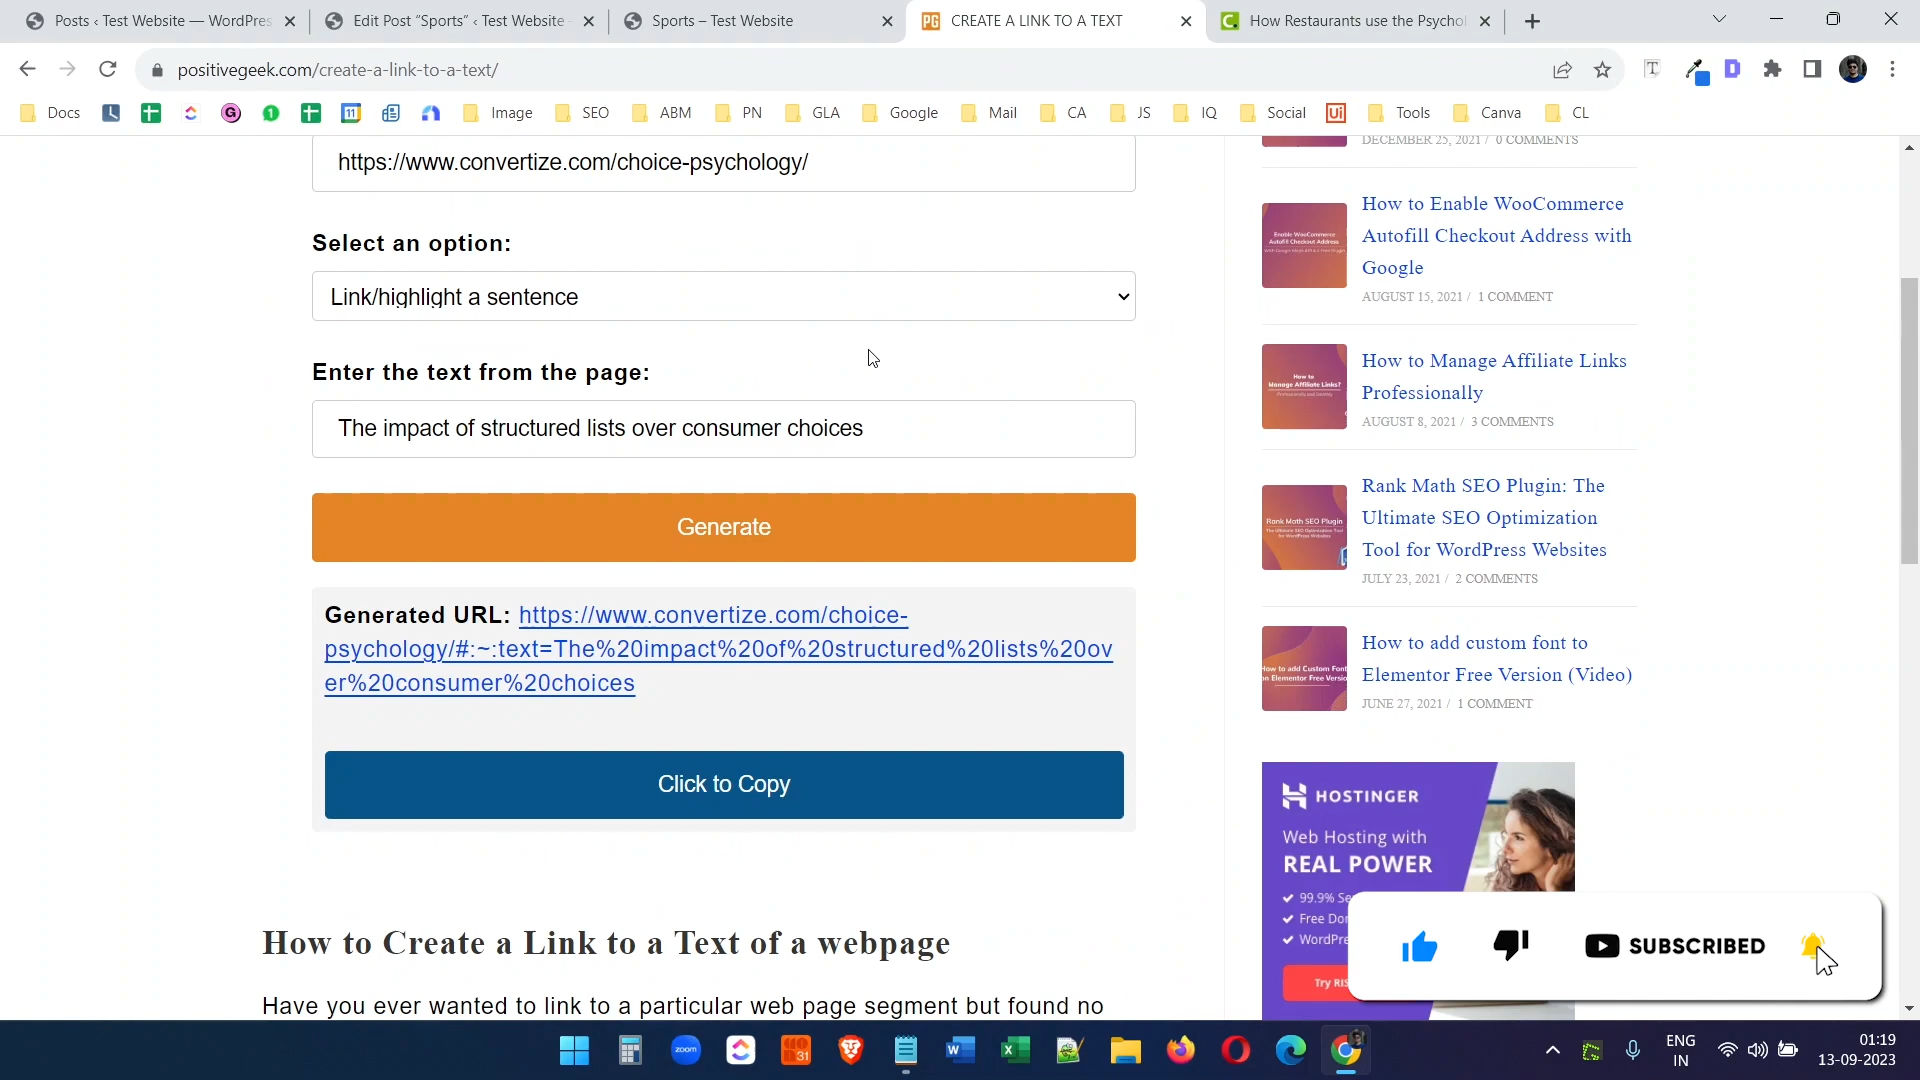 Posts ‹ Test Website — WordPres
Edit Post “Sports” ‹ Test Website
Sports – Test Website
CREATE A LINK TO A TEXT
How Restaurants use the Psychol
positivegeek.com/create-a-link-to-a-text/
Docs
Image
SEO
ABM
PN
GLA
Google
Mail
CA
JS
IQ
Social
Tools
Canva
CL
https://www.convertize.com/choice-psychology/
Select an option:
Link/highlight a sentence
Enter the text from the page:
The impact of structured lists over consumer choices
Generate
Generated URL: https://www.convertize.com/choice-
psychology/#:~:text=The%20impact%20of%20structured%20lists%20ov
er%20consumer%20choices
Click to Copy
How to Create a Link to a Text of a webpage
Have you ever wanted to link to a particular web page segment but found no
DECEMBER 25, 2021 / 0 COMMENTS
How to Enable WooCommerce
Autofill Checkout Address with
Google
AUGUST 15, 2021 / 1 COMMENT
How to Manage Affiliate Links
Professionally
AUGUST 8, 2021 / 3 COMMENTS
Rank Math SEO Plugin: The
Ultimate SEO Optimization
Tool for WordPress Websites
JULY 23, 2021 / 2 COMMENTS
How to add custom font to
Elementor Free Version (Video)
JUNE 27, 2021 / 1 COMMENT
HOSTINGER
Web Hosting with
REAL POWER
99.9% Se
Free Do
WordPre
Try RIS
SUBSCRIBED
ENG
IN
01:19
13-09-2023